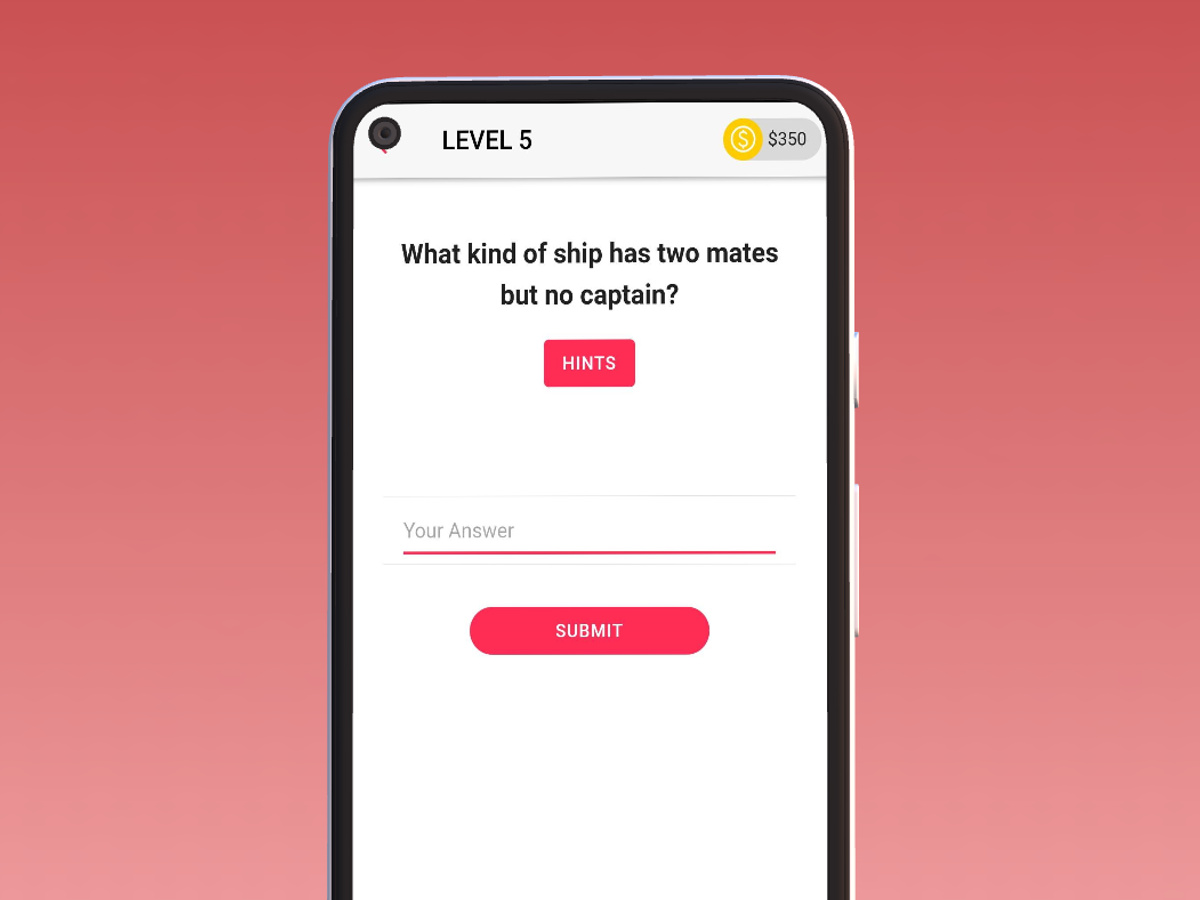 LEVEL 5
$350
What kind of ship has two mates
but no captain?
HINTS
Your Answer
SUBMIT